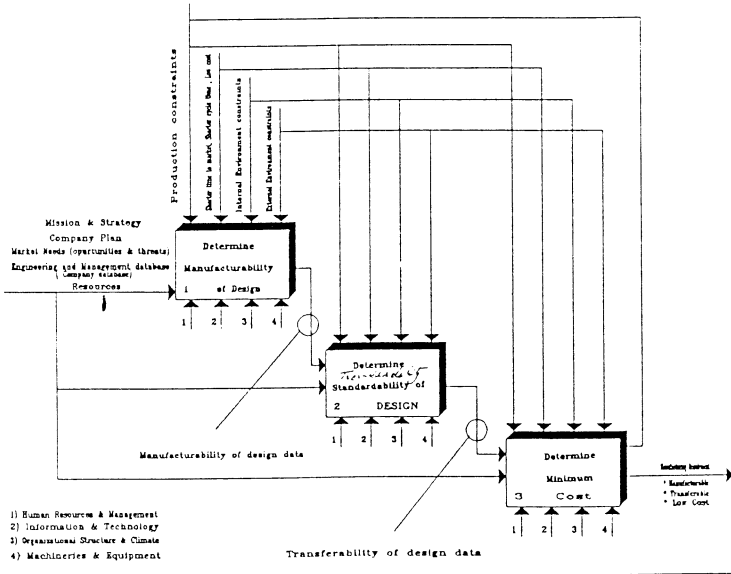 Production constraints
Shorter time to market, Shorter cycle time, Low cost
Internal Environment constraints
External Enviroment constraints
Mission & Strategy
Company Plan
Market Needs (oportunities & threats)
Engineering and Management database
( Company database)
Resources
Determine
Manufacturability
1 of Design
1 2 3 4
Determine
Standardability of
2 DESIGN
1 2 3 4
Manufacturability of design data
Determine
Minimum
3 Cost
1 2 3 4
* Manufacturable
* Transferable
* Low Cost
Transferability of design data
1) Human Resources & Management
2) Information & Technology
3) Organizational Structure & Climate
4) Machineries & Equipment